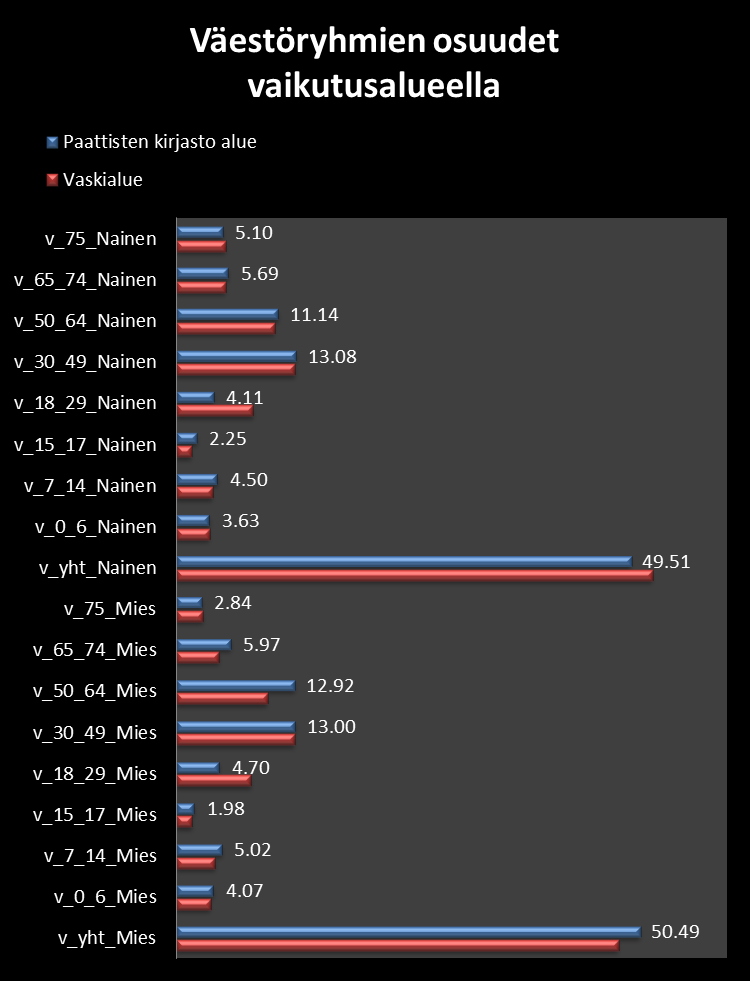 Väestöryhmien osuudet
vaikutusalueella
Paattisten kirjasto alue
Vaskialue
v_75_Nainen 5.10
v_65_74_Nainen 5.69
v_50_64_Nainen 11.14
v_30_49_Nainen 13.08
v_18_29_Nainen 4.11
v_15_17_Nainen 2.25
v_7_14_Nainen 4.50
v_0_6_Nainen 3.63
v_yht_Nainen 49.51
v_75_Mies 2.84
v_65_74_Mies 5.97
v_50_64_Mies 12.92
v_30_49_Mies 13.00
v_18_29_Mies 4.70
v_15_17_Mies 1.98
v_7_14_Mies 5.02
v_0_6_Mies 4.07
v_yht_Mies 50.49